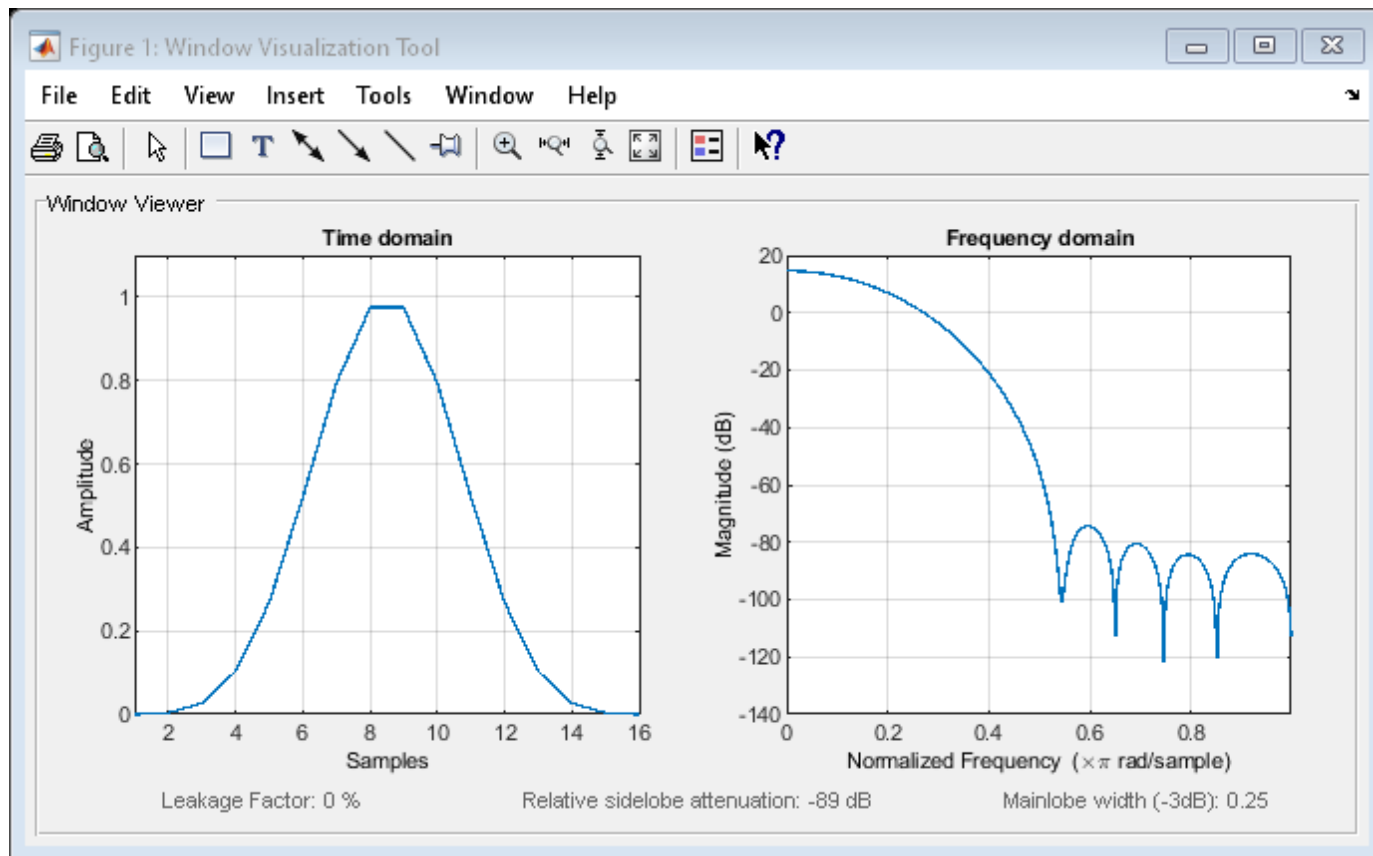 Figure 1: Window Visualization Tool
File Edit View Insert Tools Window Help
T
?
Window Viewer
Time domain
1
0.8
0.6
0.4
0.2
0
Amplitude
2 4 6 8 10 12 14 16
Samples
Frequency domain
20
0
-20
-40
-60
-80
-100
-120
-140
Magnitude (dB)
0 0.2 0.4 0.6 0.8
Normalized Frequency (×π rad/sample)
Leakage Factor: 0 %
Relative sidelobe attenuation: -89 dB
Mainlobe width (-3dB): 0.25